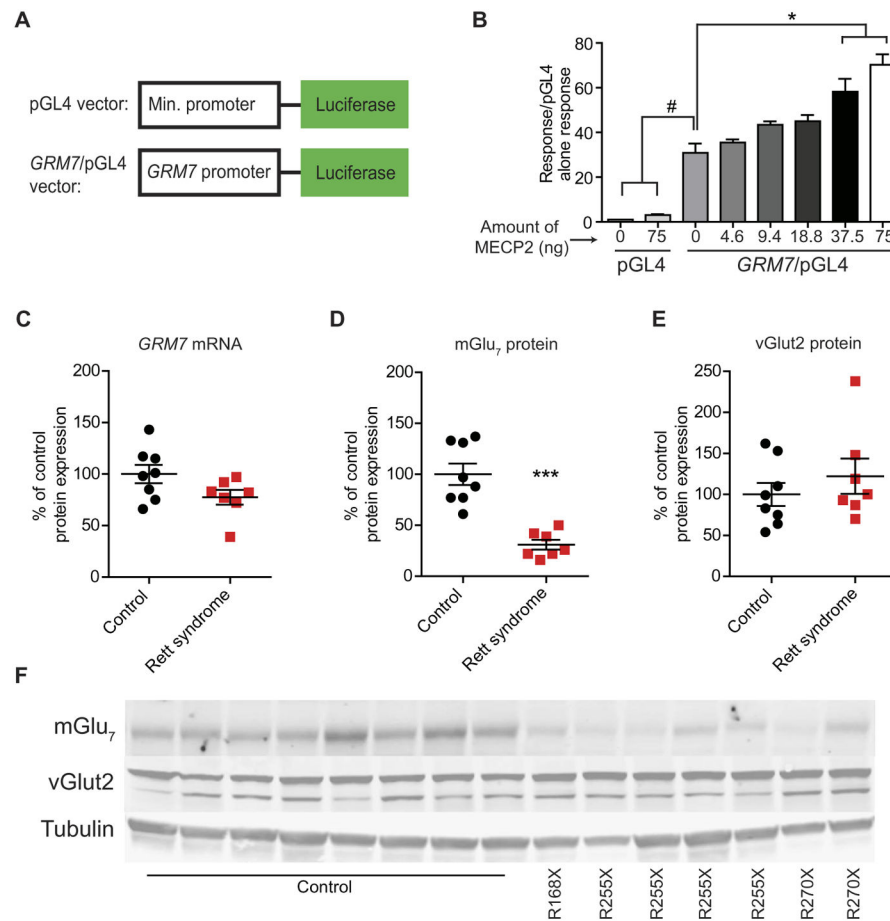 A
pGL4 vector:
Min. promoter
Luciferase
GRM7/pGL4
vector:
GRM7 promoter
Luciferase
B
Response/pGL4
alone response
80
60
40
20
0
#
*
Amount of
MECP2 (ng)
0 75 0 4.6 9.4 18.8 37.5 75
pGL4 GRM7/pGL4
C
GRM7 mRNA
% of control
protein expression
200
150
100
50
0
Control
Rett syndrome
D
mGlu₇ protein
% of control
protein expression
200
150
100
50
0
***
Control
Rett syndrome
E
vGlut2 protein
% of control
protein expression
250
200
150
100
50
0
Control
Rett syndrome
F
mGlu₇
vGlut2
Tubulin
Control
R168X
R255X
R255X
R255X
R255X
R270X
R270X